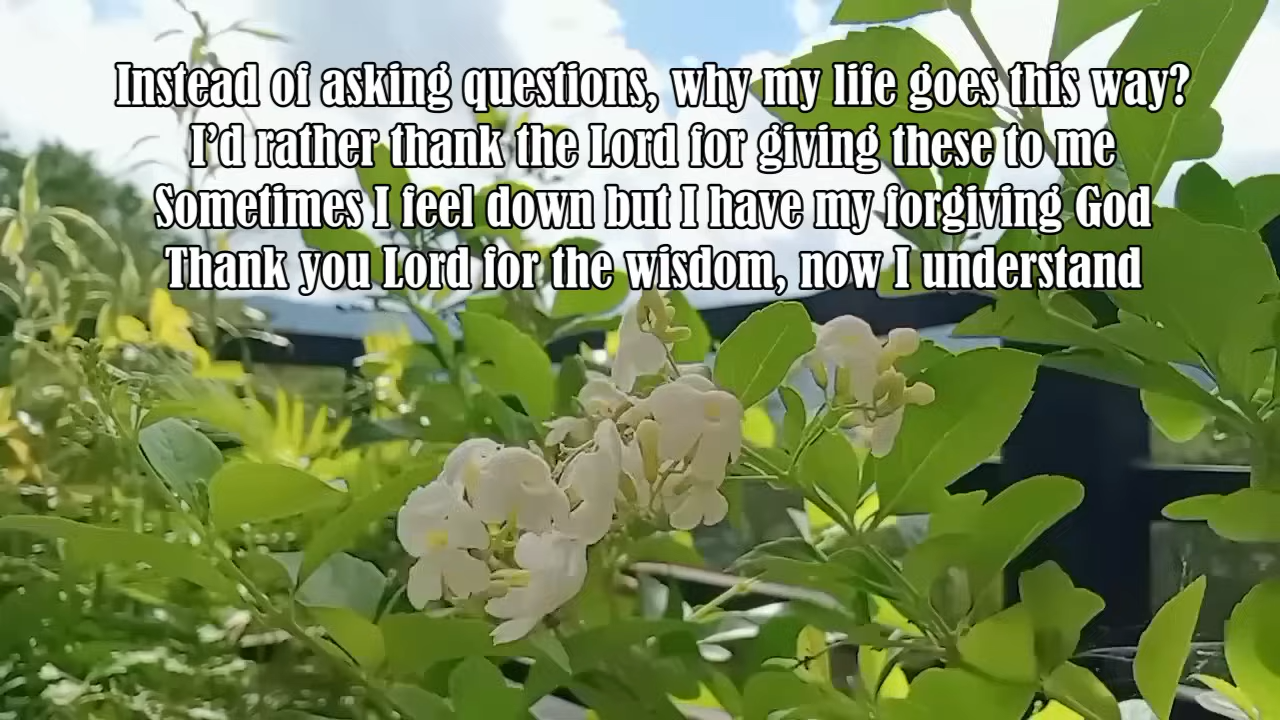 Instead of asking questions, why my life goes this way?
I’d rather thank the Lord for giving these to me
Sometimes I feel down but I have my forgiving God
Thank you Lord for the wisdom, now I understand